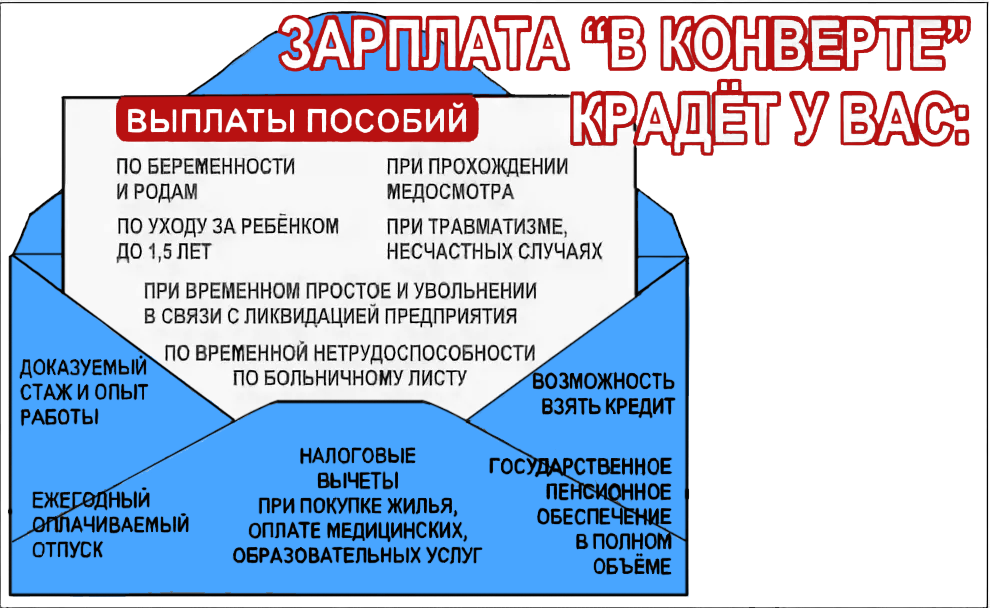 ЗАРПЛАТА “В КОНВЕРТЕ”
КРАДЁТ У ВАС:
ВЫПЛАТЫ ПОСОБИЙ
ПО БЕРЕМЕННОСТИ
И РОДАМ
ПРИ ПРОХОЖДЕНИИ
МЕДОСМОТРА
ПО УХОДУ ЗА РЕБЁНКОМ
ДО 1,5 ЛЕТ
ПРИ ТРАВМАТИЗМЕ,
НЕСЧАСТНЫХ СЛУЧАЯХ
ПРИ ВРЕМЕННОМ ПРОСТОЕ И УВОЛЬНЕНИИ
В СВЯЗИ С ЛИКВИДАЦИЕЙ ПРЕДПРИЯТИЯ
ПО ВРЕМЕННОЙ НЕТРУДОСПОСОБНОСТИ
ПО БОЛЬНИЧНОМУ ЛИСТУ
ДОКАЗУЕМЫЙ
СТАЖ И ОПЫТ
РАБОТЫ
ВОЗМОЖНОСТЬ
ВЗЯТЬ КРЕДИТ
ЕЖЕГОДНЫЙ
ОПЛАЧИВАЕМЫЙ
ОТПУСК
НАЛОГОВЫЕ
ВЫЧЕТЫ
ПРИ ПОКУПКЕ ЖИЛЬЯ,
ОПЛАТЕ МЕДИЦИНСКИХ,
ОБРАЗОВАТЕЛЬНЫХ УСЛУГ
ГОСУДАРСТВЕННОЕ
ПЕНСИОННОЕ
ОБЕСПЕЧЕНИЕ
В ПОЛНОМ
ОБЪЁМЕ